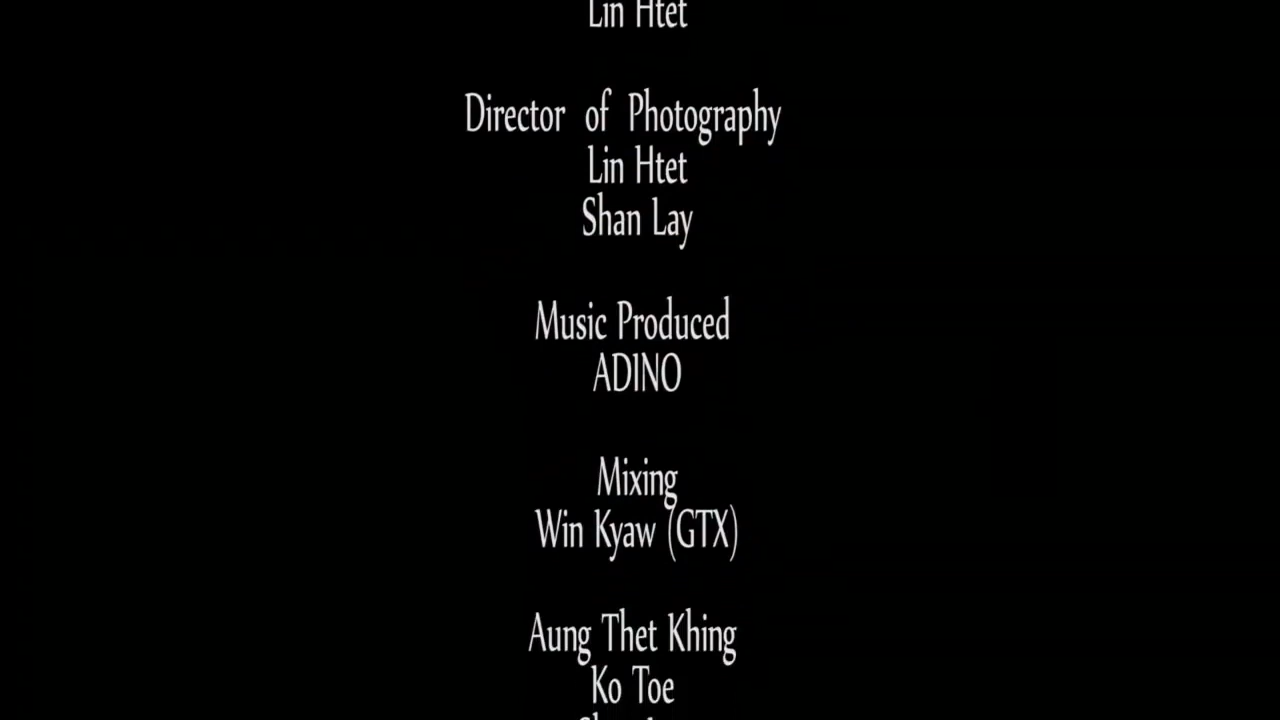 Lin Htet
Director of Photography
Lin Htet
Shan Lay
Music Produced
ADINO
Mixing
Win Kyaw (GTX)
Aung Thet Khing
Ko Toe